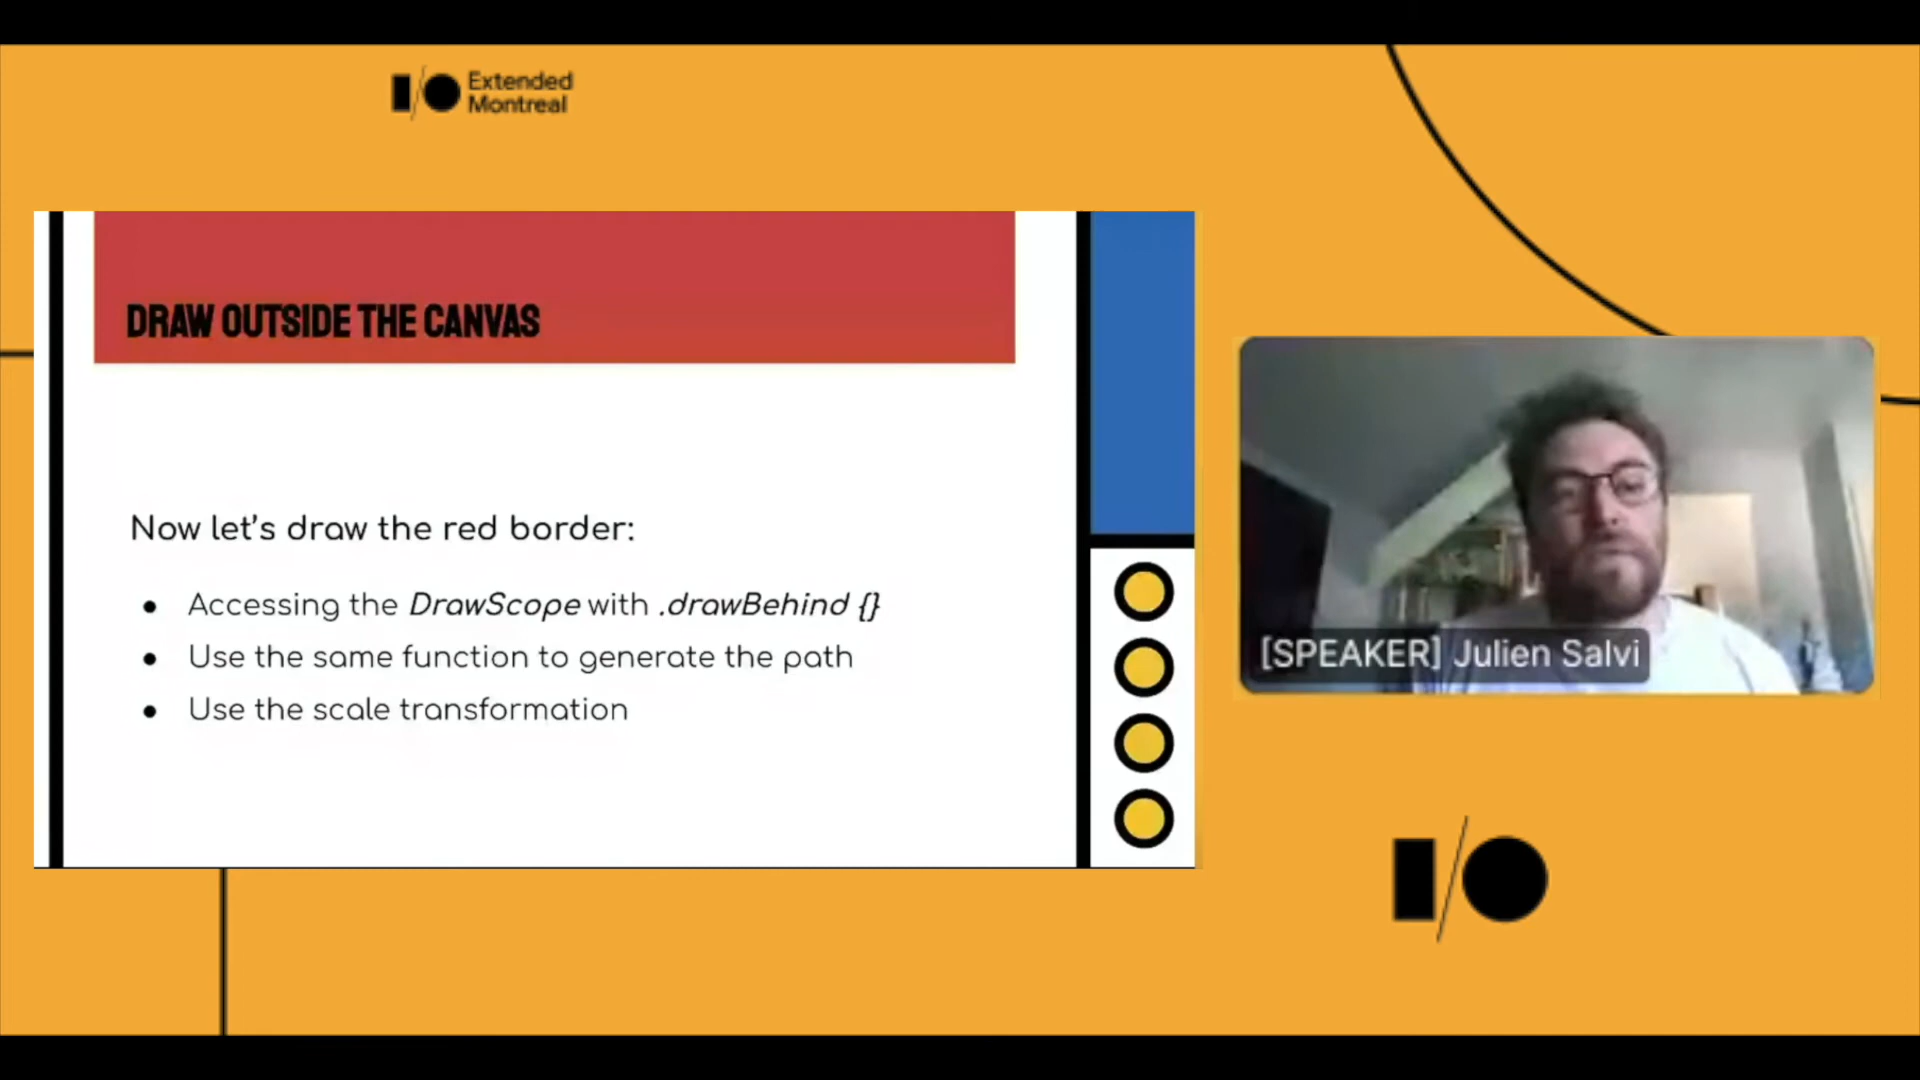 Extended
Montreal
DRAW OUTSIDE THE CANVAS
Now let's draw the red border:
● Accessing the DrawScope with .drawBehind {}
● Use the same function to generate the path
● Use the scale transformation
[SPEAKER] Julien Salvi